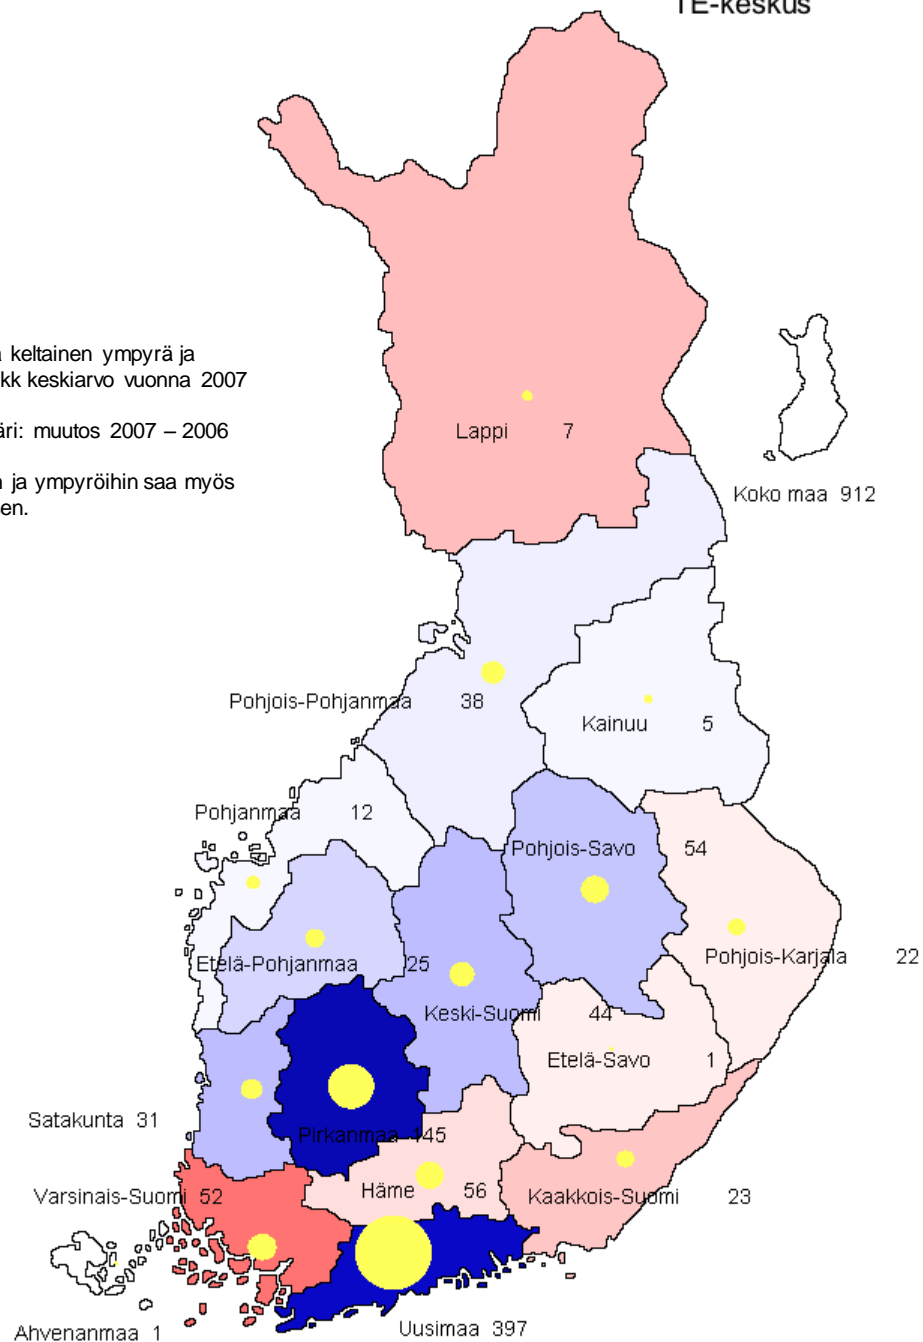 TE-keskus
keltainen ympyrä ja
kk keskiarvo vuonna 2007
äri: muutos 2007 – 2006
ja ympyröihin saa myös
en.
Lappi 7
Koko maa 912
Pohjois-Pohjanmaa 38
Kainuu 5
Pohjanmaa 12
Pohjois-Savo 54
Pohjois-Karjala 22
Etelä-Pohjanmaa 25
Keski-Suomi 44
Etelä-Savo 1
Satakunta 31
Pirkanmaa 145
Varsinais-Suomi 52
Häme 56
Kaakkois-Suomi 23
Ahvenanmaa 1
Uusimaa 397